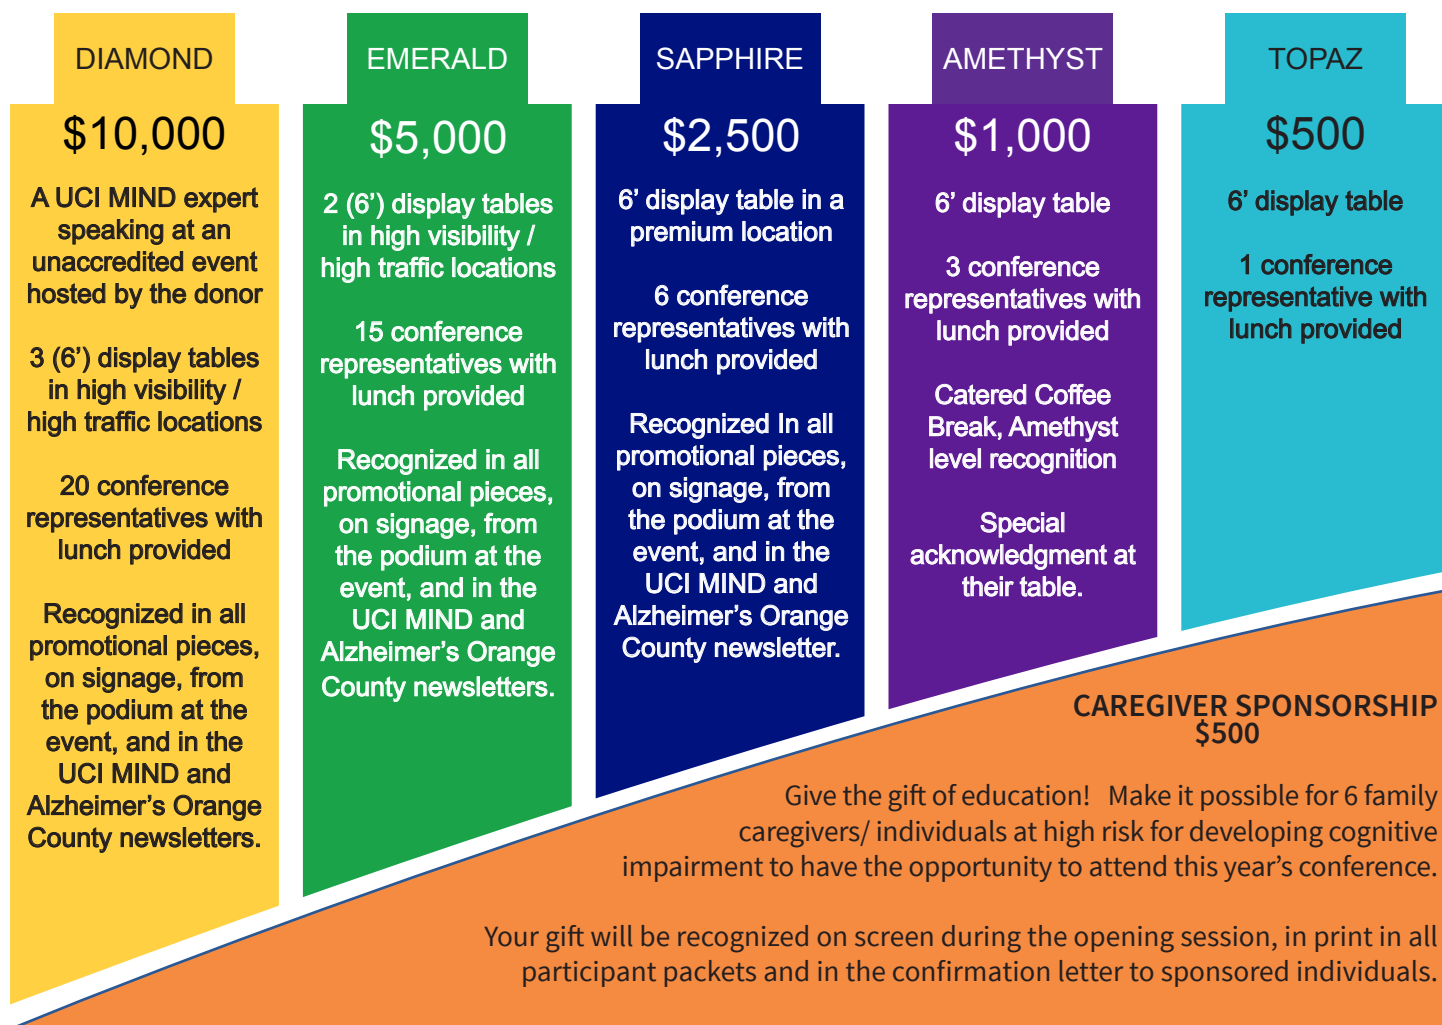 DIAMOND
$10,000
A UCI MIND expert
speaking at an
unaccredited event
hosted by the donor
3 (6’) display tables
in high visibility /
high traffic locations
20 conference
representatives with
lunch provided
Recognized in all
promotional pieces,
on signage, from
the podium at the
event, and in the
UCI MIND and
Alzheimer’s Orange
County newsletters.
EMERALD
$5,000
2 (6’) display tables
in high visibility /
high traffic locations
15 conference
representatives with
lunch provided
Recognized in all
promotional pieces,
on signage, from
the podium at the
event, and in the
UCI MIND and
Alzheimer’s Orange
County newsletters.
SAPPHIRE
$2,500
6’ display table in a
premium location
6 conference
representatives with
lunch provided
Recognized In all
promotional pieces,
on signage, from
the podium at the
event, and in the
UCI MIND and
Alzheimer’s Orange
County newsletter.
AMETHYST
$1,000
6’ display table
3 conference
representatives with
lunch provided
Catered Coffee
Break, Amethyst
level recognition
Special
acknowledgment at
their table.
TOPAZ
$500
6’ display table
1 conference
representative with
lunch provided
CAREGIVER SPONSORSHIP
$500
Give the gift of education!   Make it possible for 6 family
caregivers/ individuals at high risk for developing cognitive
impairment to have the opportunity to attend this year’s conference.
Your gift will be recognized on screen during the opening session, in print in all
participant packets and in the confirmation letter to sponsored individuals.